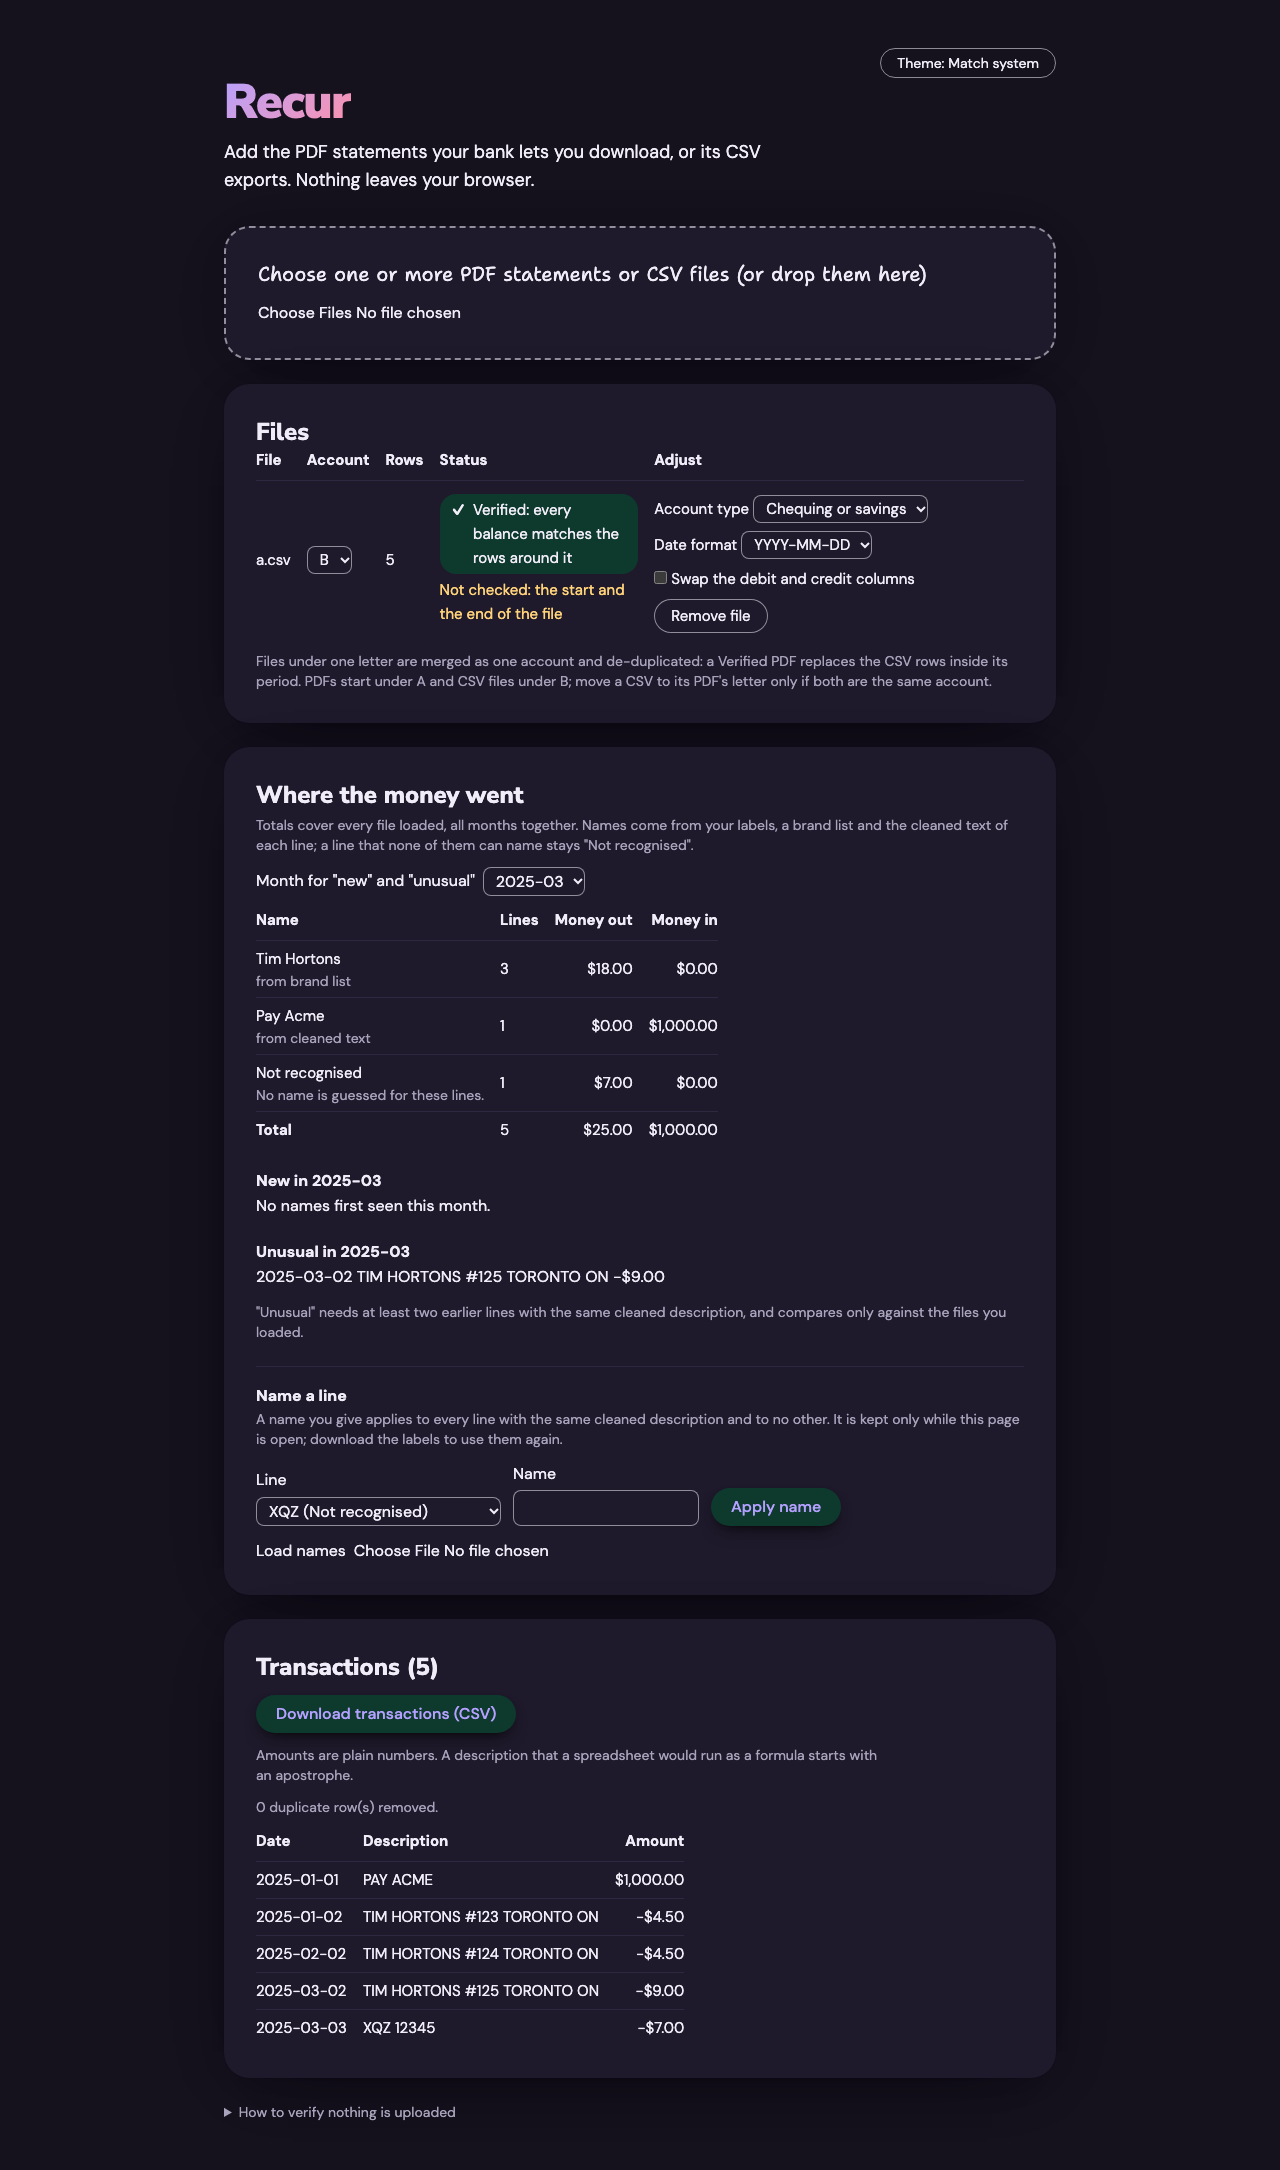 Theme: Match system
Recur
Add the PDF statements your bank lets you download, or its CSV
exports. Nothing leaves your browser.
Choose one or more PDF statements or CSV files (or drop them here)
Choose Files No file chosen
Files
File Account Rows Status Adjust
a.csv B 5
✓ Verified: every
balance matches the
rows around it
Not checked: the start and
the end of the file
Account type Chequing or savings
Date format YYYY-MM-DD
Swap the debit and credit columns
Remove file
Files under one letter are merged as one account and de-duplicated: a Verified PDF replaces the CSV rows inside its
period. PDFs start under A and CSV files under B; move a CSV to its PDF's letter only if both are the same account.
Where the money went
Totals cover every file loaded, all months together. Names come from your labels, a brand list and the cleaned text of
each line; a line that none of them can name stays "Not recognised".
Month for "new" and "unusual" 2025-03
Name Lines Money out Money in
Tim Hortons 3 $18.00 $0.00
from brand list
Pay Acme 1 $0.00 $1,000.00
from cleaned text
Not recognised 1 $7.00 $0.00
No name is guessed for these lines.
Total 5 $25.00 $1,000.00
New in 2025-03
No names first seen this month.
Unusual in 2025-03
2025-03-02 TIM HORTONS #125 TORONTO ON -$9.00
"Unusual" needs at least two earlier lines with the same cleaned description, and compares only against the files you
loaded.
Name a line
A name you give applies to every line with the same cleaned description and to no other. It is kept only while this page
is open; download the labels to use them again.
Line Name
XQZ (Not recognised) Apply name
Load names Choose File No file chosen
Transactions (5)
Download transactions (CSV)
Amounts are plain numbers. A description that a spreadsheet would run as a formula starts with
an apostrophe.
0 duplicate row(s) removed.
Date Description Amount
2025-01-01 PAY ACME $1,000.00
2025-01-02 TIM HORTONS #123 TORONTO ON -$4.50
2025-02-02 TIM HORTONS #124 TORONTO ON -$4.50
2025-03-02 TIM HORTONS #125 TORONTO ON -$9.00
2025-03-03 XQZ 12345 -$7.00
How to verify nothing is uploaded